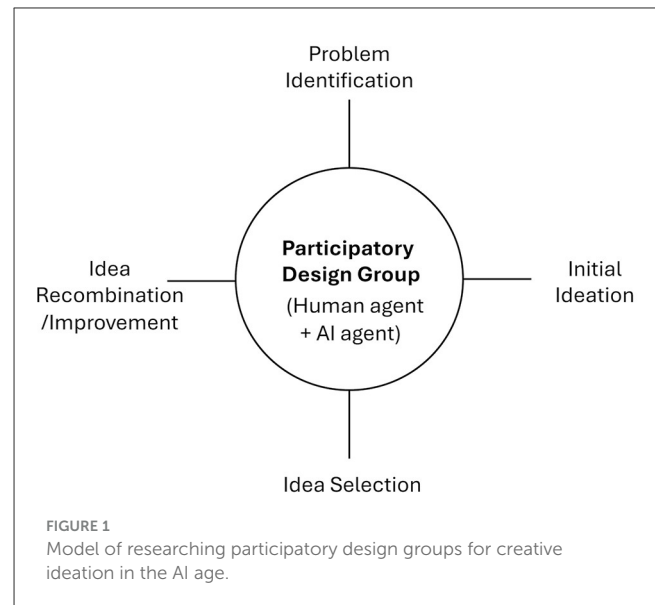 Problem
Identification
Participatory
Design Group
(Human agent
+ AI agent)
Idea
Recombination
/Improvement
Initial
Ideation
Idea Selection
FIGURE 1
Model of researching participatory design groups for creative
ideation in the AI age.